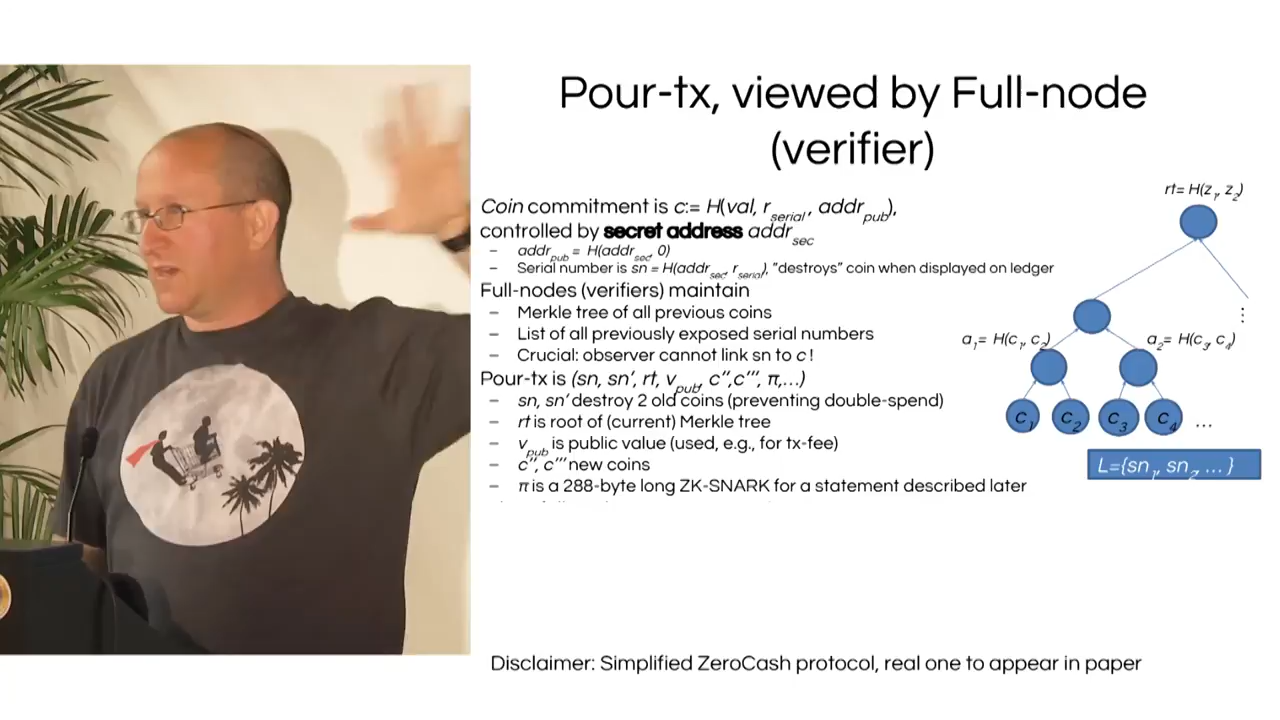 Pour-tx, viewed by Full-node
(verifier)
Coin commitment is c:= H(val, r_serial, addr_pub),
controlled by secret address addr_sec
– addr_pub = H(addr_sec, 0)
– Serial number is sn = H(addr_sec, r_serial), "destroys" coin when displayed on ledger
Full-nodes (verifiers) maintain
– Merkle tree of all previous coins
– List of all previously exposed serial numbers
– Crucial: observer cannot link sn to c !
Pour-tx is (sn, sn', rt, v_pub, c'',c''', π,...)
– sn, sn' destroy 2 old coins (preventing double-spend)
– rt is root of (current) Merkle tree
– v_pub is public value (used, e.g., for tx-fee)
– c'', c''' new coins
– π is a 288-byte long ZK-SNARK for a statement described later
rt= H(z_1, z_2)
a_1= H(c_1, c_2)
a_2= H(c_3, c_4)
⋮
c_1 c_2 c_3 c_4 ...
L={sn_1, sn_2, ... }
Disclaimer: Simplified ZeroCash protocol, real one to appear in paper